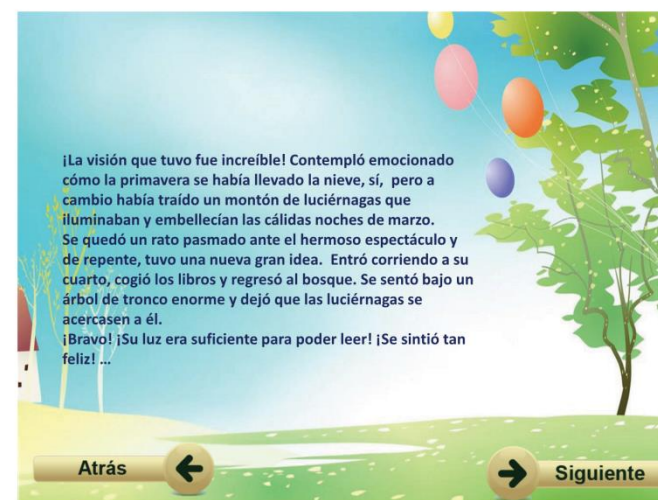 ¡La visión que tuvo fue increíble! Contempló emocionado
cómo la primavera se había llevado la nieve, sí,  pero a
cambio había traído un montón de luciérnagas que
iluminaban y embellecían las cálidas noches de marzo.
Se quedó un rato pasmado ante el hermoso espectáculo y
de repente, tuvo una nueva gran idea.  Entró corriendo a su
cuarto, cogió los libros y regresó al bosque. Se sentó bajo un
árbol de tronco enorme y dejó que las luciérnagas se
acercasen a él.
¡Bravo! ¡Su luz era suficiente para poder leer! ¡Se sintió tan
feliz! ...
Atrás
Siguiente